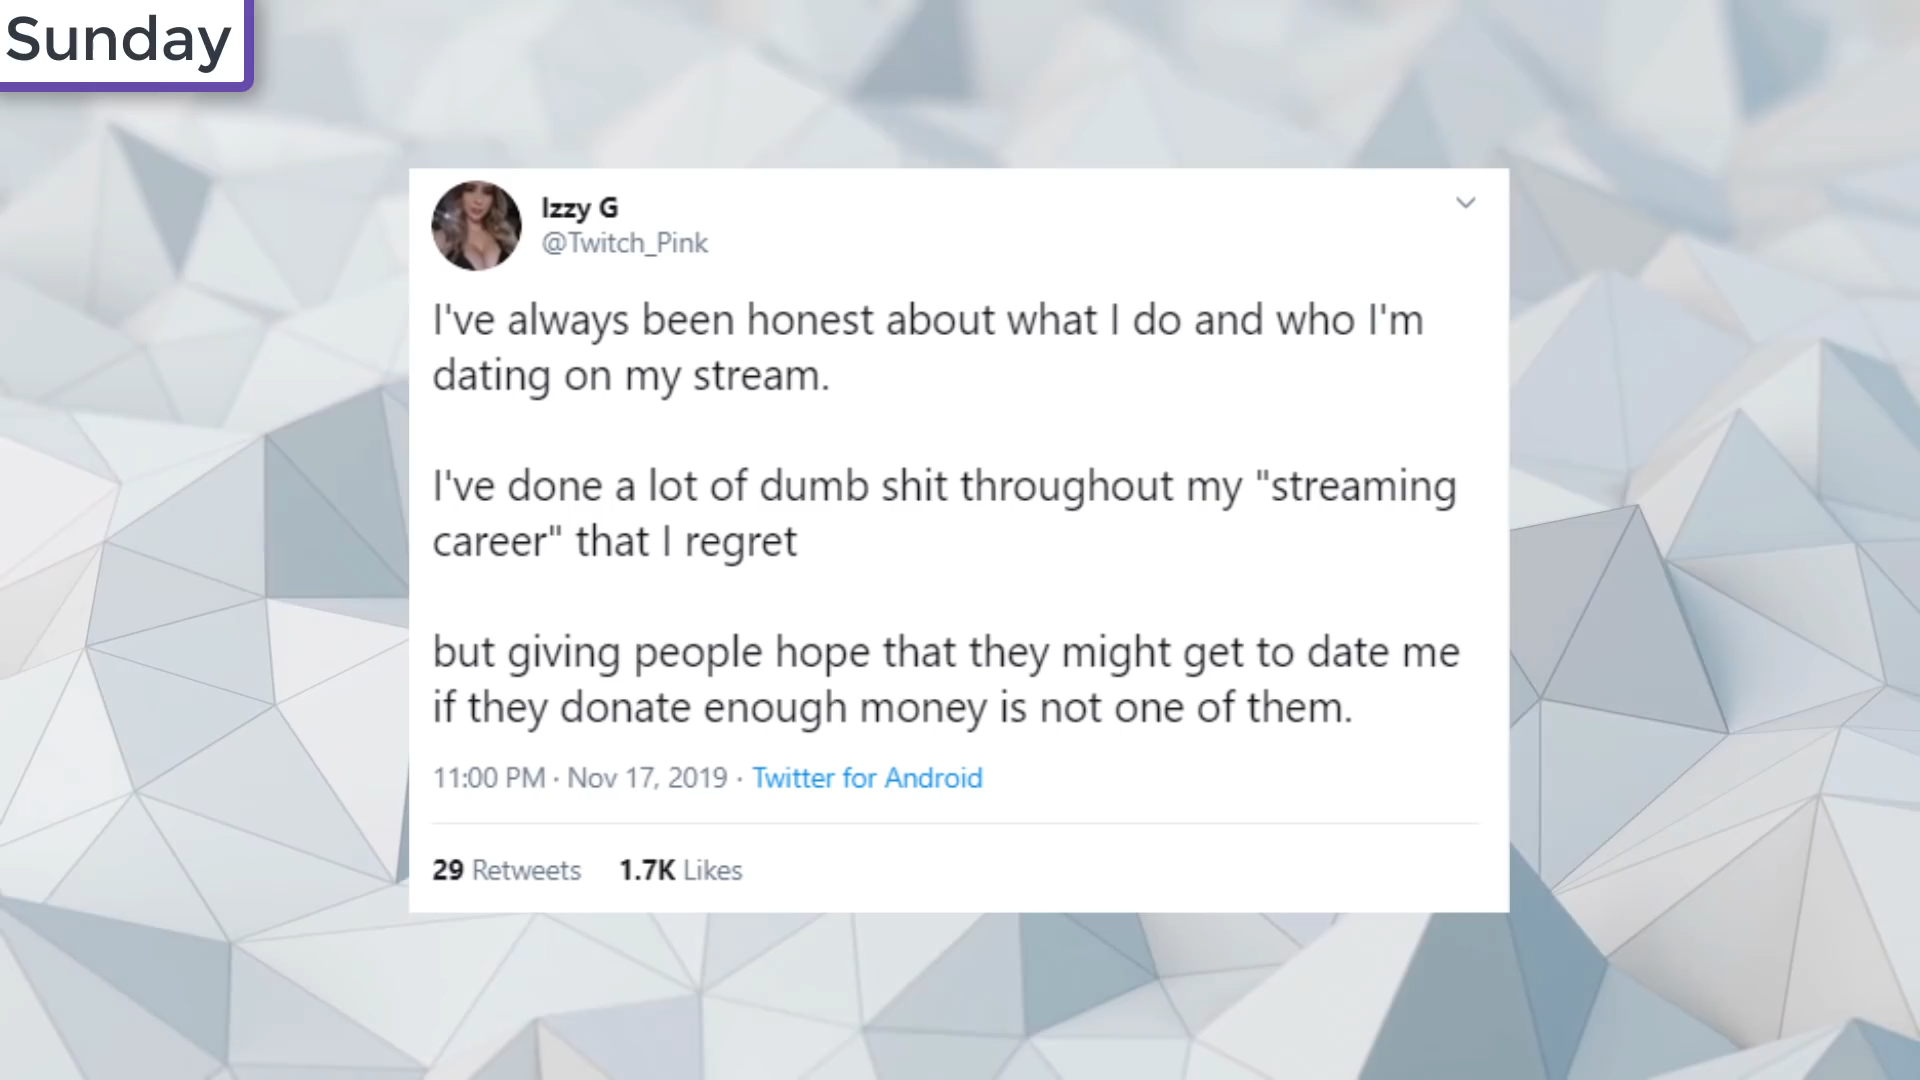 Sunday
Izzy G
@Twitch_Pink
I've always been honest about what I do and who I'm
dating on my stream.
I've done a lot of dumb shit throughout my "streaming
career" that I regret
but giving people hope that they might get to date me
if they donate enough money is not one of them.
11:00 PM · Nov 17, 2019 · Twitter for Android
29 Retweets 1.7K Likes